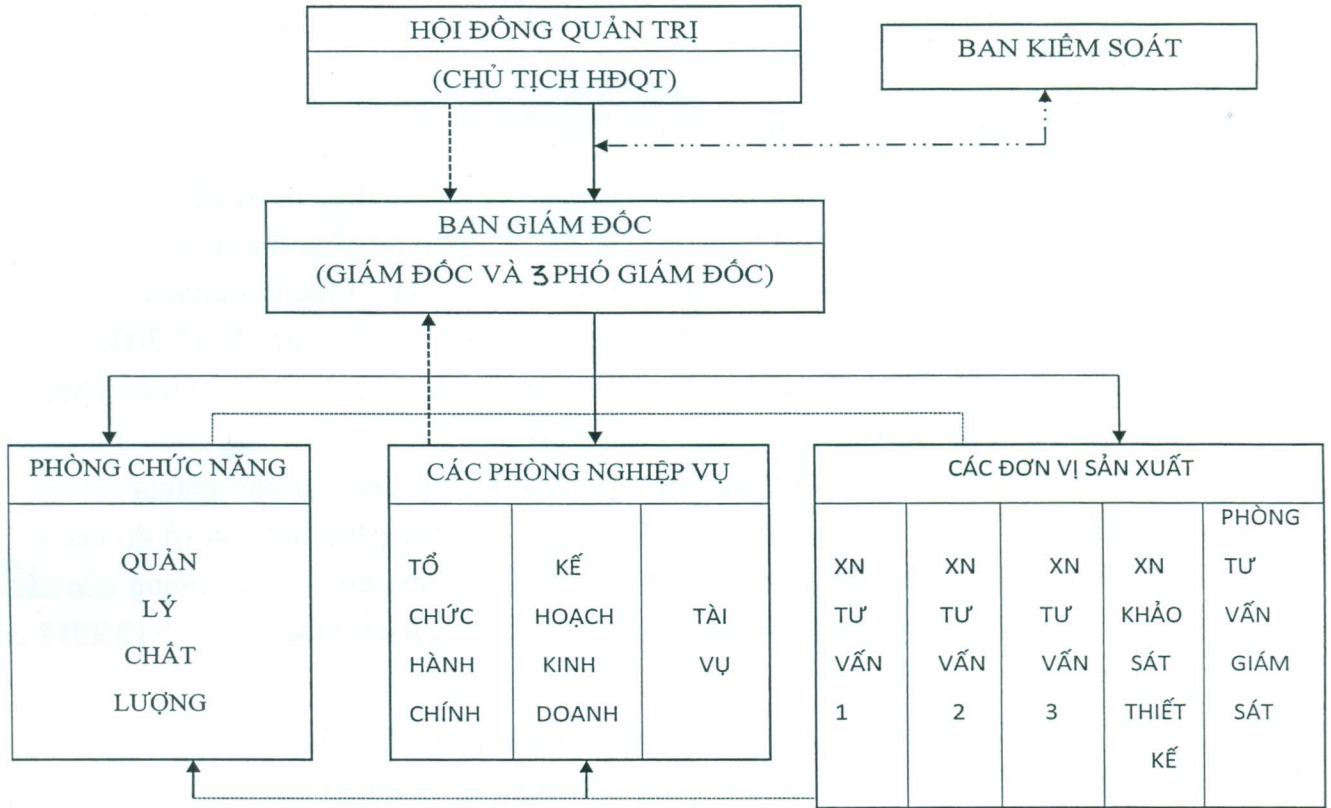 HỘI ĐỒNG QUẢN TRỊ
(CHỦ TỊCH HĐQT)
BAN KIỂM SOÁT
BAN GIÁM ĐỐC
(GIÁM ĐỐC VÀ 3 PHÓ GIÁM ĐỐC)
PHÒNG CHỨC NĂNG
QUẢN
LÝ
CHẤT
LƯỢNG
CÁC PHÒNG NGHIỆP VỤ
TỔ
CHỨC
HÀNH
CHÍNH
KẾ
HOẠCH
KINH
DOANH
TÀI
VỤ
CÁC ĐƠN VỊ SẢN XUẤT
XN
TƯ
VẤN
1
XN
TƯ
VẤN
2
XN
TƯ
VẤN
3
XN
KHẢO
SÁT
THIẾT
KẾ
PHÒNG
TƯ
VẤN
GIÁM
SÁT